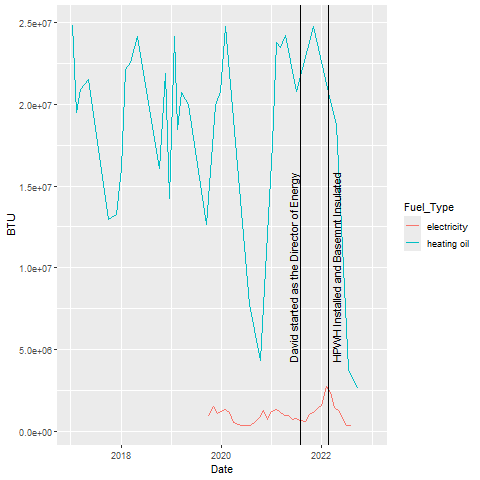 2.5e+07
2.0e+07
1.5e+07
1.0e+07
5.0e+06
0.0e+00
BTU
David started as the Director of Energy
HPWH Installed and Basemnt Insulated
2018
2020
2022
Date
Fuel_Type
electricity
heating oil